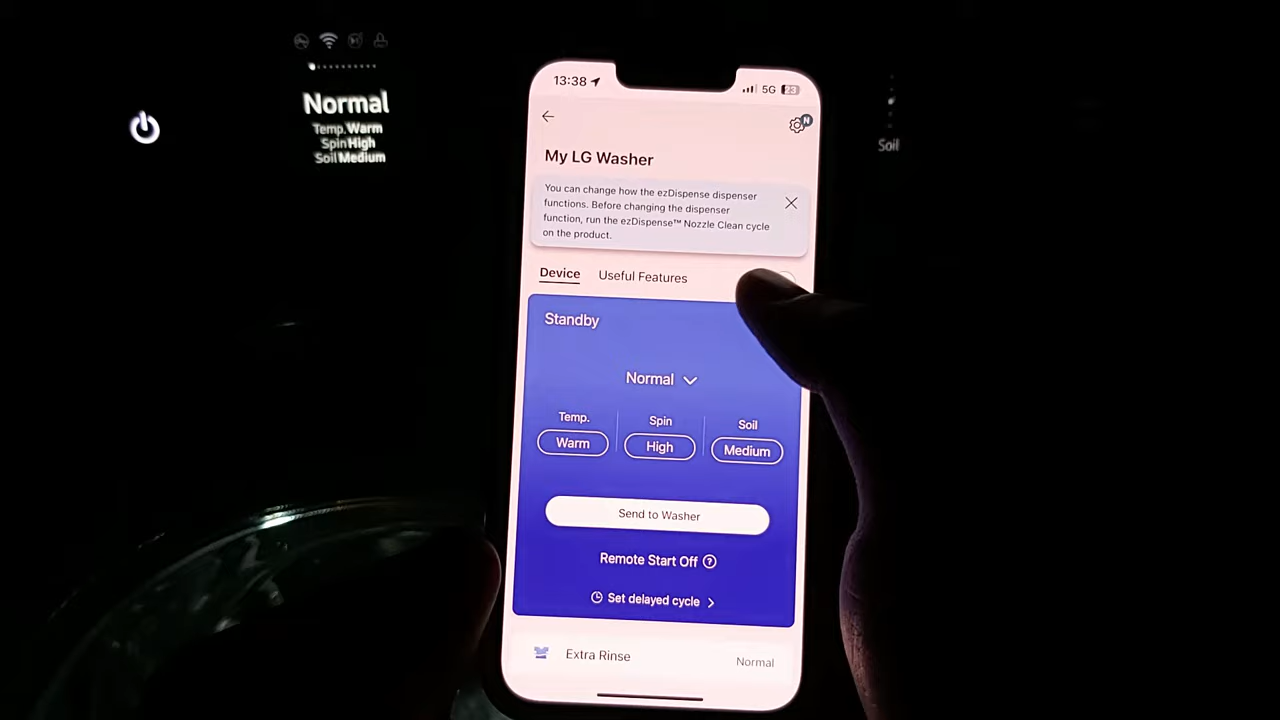 Normal
Temp. Warm
Spin High
Soil Medium
Soil
13:38
5G
23
N
My LG Washer
You can change how the ezDispense dispenser
functions. Before changing the dispenser
function, run the ezDispense™ Nozzle Clean cycle
on the product.
Device Useful Features
Standby
Normal
Temp. Spin Soil
Warm High Medium
Send to Washer
Remote Start Off ?
Set delayed cycle
Extra Rinse Normal